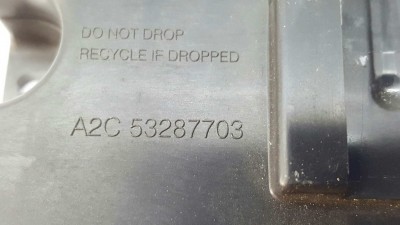 DO NOT DROP
RECYCLE IF DROPPED
A2C 53287703